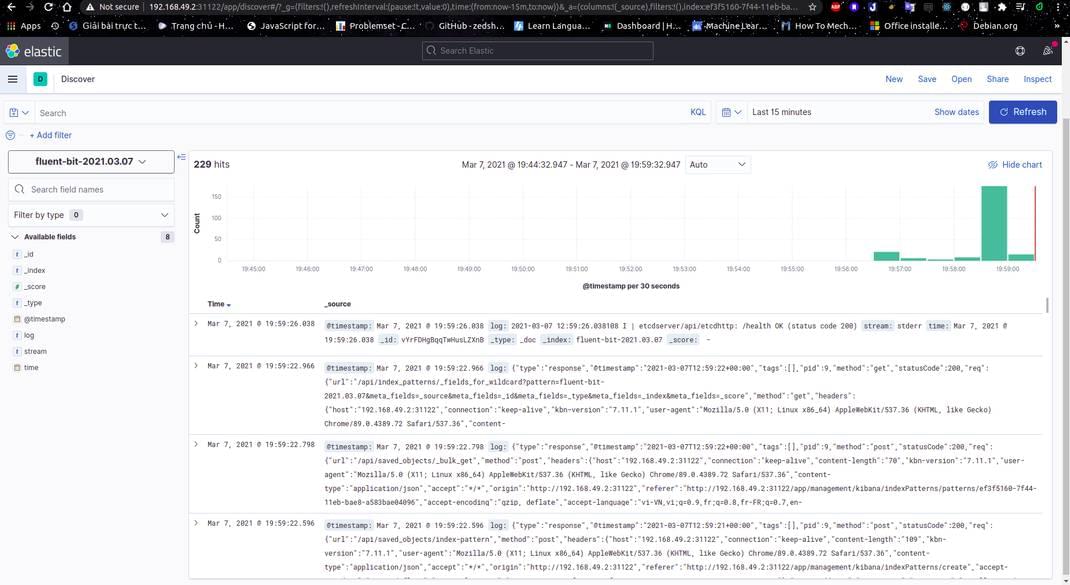 Not secure | 192.168.49.2:31122/app/discover#/?_g=(filters:!(),refreshInterval:(pause:!t,value:0),time:(from:now-15m,to:now))&_a=(columns:!(_source),filters:!(),index:ef3f5160-7f44-11eb-ba...
Apps Giải bài trực t... Trang chủ - H... JavaScript for... Problemset - C... GitHub - zedsh... Learn Langua... Dashboard | H... Machine Lear... How To Mech... Office installe... Debian.org »
elastic Search Elastic
D Discover New Save Open Share Inspect
Search KQL Last 15 minutes Show dates Refresh
+ Add filter
fluent-bit-2021.03.07
Search field names
Filter by type 0
Available fields 8
t _id
t _index
# _score
t _type
@timestamp
t log
t stream
time
229 hits Mar 7, 2021 @ 19:44:32.947 - Mar 7, 2021 @ 19:59:32.947 Auto Hide chart
Count
150
100
50
0
19:45:00 19:46:00 19:47:00 19:48:00 19:49:00 19:50:00 19:51:00 19:52:00 19:53:00 19:54:00 19:55:00 19:56:00 19:57:00 19:58:00 19:59:00
@timestamp per 30 seconds
Time _source
Mar 7, 2021 @ 19:59:26.038 @timestamp: Mar 7, 2021 @ 19:59:26.038 log: 2021-03-07 12:59:26.038108 I | etcdserver/api/etcdhttp: /health OK (status code 200) stream: stderr time: Mar 7, 2021 @
19:59:26.038 _id: vYrFDHgBqqTwHusLZXnB _type: _doc _index: fluent-bit-2021.03.07 _score: -
Mar 7, 2021 @ 19:59:22.966 @timestamp: Mar 7, 2021 @ 19:59:22.966 log: {"type":"response","@timestamp":"2021-03-07T12:59:22+00:00","tags":[],"pid":9,"method":"get","statusCode":200,"req":
{"url":"/api/index_patterns/_fields_for_wildcard?pattern=fluent-bit-
2021.03.07&meta_fields=_source&meta_fields=_id&meta_fields=_type&meta_fields=_index&meta_fields=_score","method":"get","headers":
{"host":"192.168.49.2:31122","connection":"keep-alive","kbn-version":"7.11.1","user-agent":"Mozilla/5.0 (X11; Linux x86_64) AppleWebKit/537.36 (KHTML, like Gecko)
Chrome/89.0.4389.72 Safari/537.36","content-
Mar 7, 2021 @ 19:59:22.798 @timestamp: Mar 7, 2021 @ 19:59:22.798 log: {"type":"response","@timestamp":"2021-03-07T12:59:22+00:00","tags":[],"pid":9,"method":"post","statusCode":200,"req":
{"url":"/api/saved_objects/_bulk_get","method":"post","headers":{"host":"192.168.49.2:31122","connection":"keep-alive","content-length":"70","kbn-version":"7.11.1","user-
agent":"Mozilla/5.0 (X11; Linux x86_64) AppleWebKit/537.36 (KHTML, like Gecko) Chrome/89.0.4389.72 Safari/537.36","content-
type":"application/json","accept":"*/*","origin":"http://192.168.49.2:31122","referer":"http://192.168.49.2:31122/app/management/kibana/indexPatterns/patterns/ef3f5160-7f44-
11eb-bae8-a583bae04096","accept-encoding":"gzip, deflate","accept-language":"vi-VN,vi;q=0.9,fr;q=0.8,fr-FR;q=0.7,en-
Mar 7, 2021 @ 19:59:22.596 @timestamp: Mar 7, 2021 @ 19:59:22.596 log: {"type":"response","@timestamp":"2021-03-07T12:59:21+00:00","tags":[],"pid":9,"method":"post","statusCode":200,"req":
{"url":"/api/saved_objects/index-pattern","method":"post","headers":{"host":"192.168.49.2:31122","connection":"keep-alive","content-length":"109","kbn-
version":"7.11.1","user-agent":"Mozilla/5.0 (X11; Linux x86_64) AppleWebKit/537.36 (KHTML, like Gecko) Chrome/89.0.4389.72 Safari/537.36","content-
type":"application/json","accept":"*/*","origin":"http://192.168.49.2:31122","referer":"http://192.168.49.2:31122/app/management/kibana/indexPatterns/create","accept-